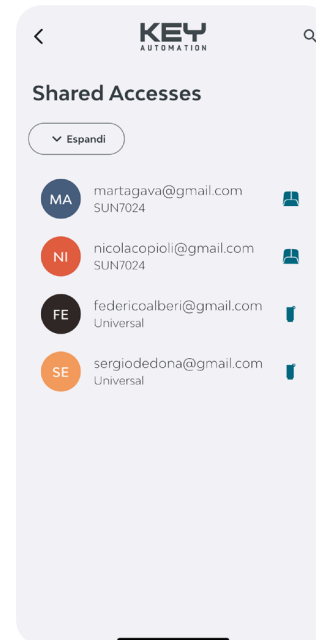 KEY
AUTOMATION
Shared Accesses
Espandi
MA
martagava@gmail.com
SUN7024
NI
nicolacopioli@gmail.com
SUN7024
FE
federicoalberi@gmail.com
Universal
SE
sergiodedona@gmail.com
Universal